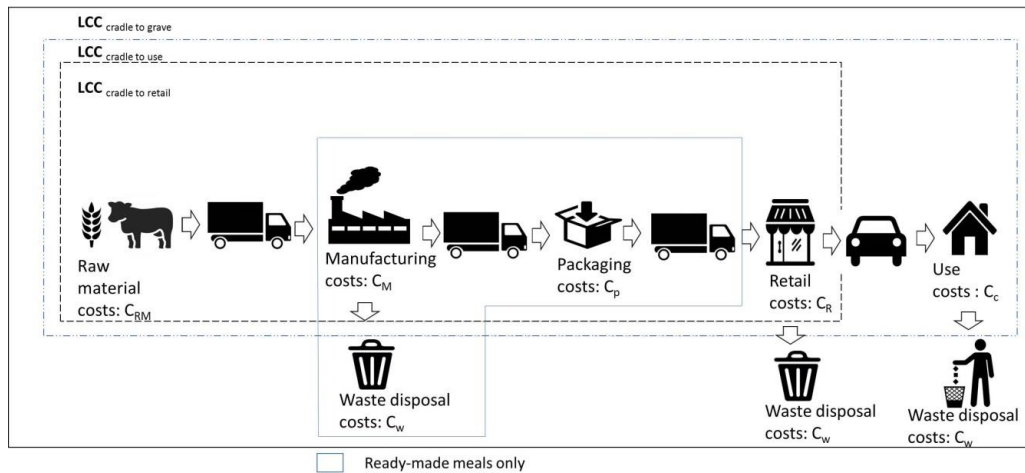 LCC cradle to grave
LCC cradle to use
LCC cradle to retail
Raw
material
costs: CRM
Manufacturing
costs: CM
Packaging
costs: Cp
Retail
costs: CR
Use
costs : Cc
Waste disposal
costs: Cw
Waste disposal
costs: Cw
Waste disposal
costs: Cw
Ready-made meals only